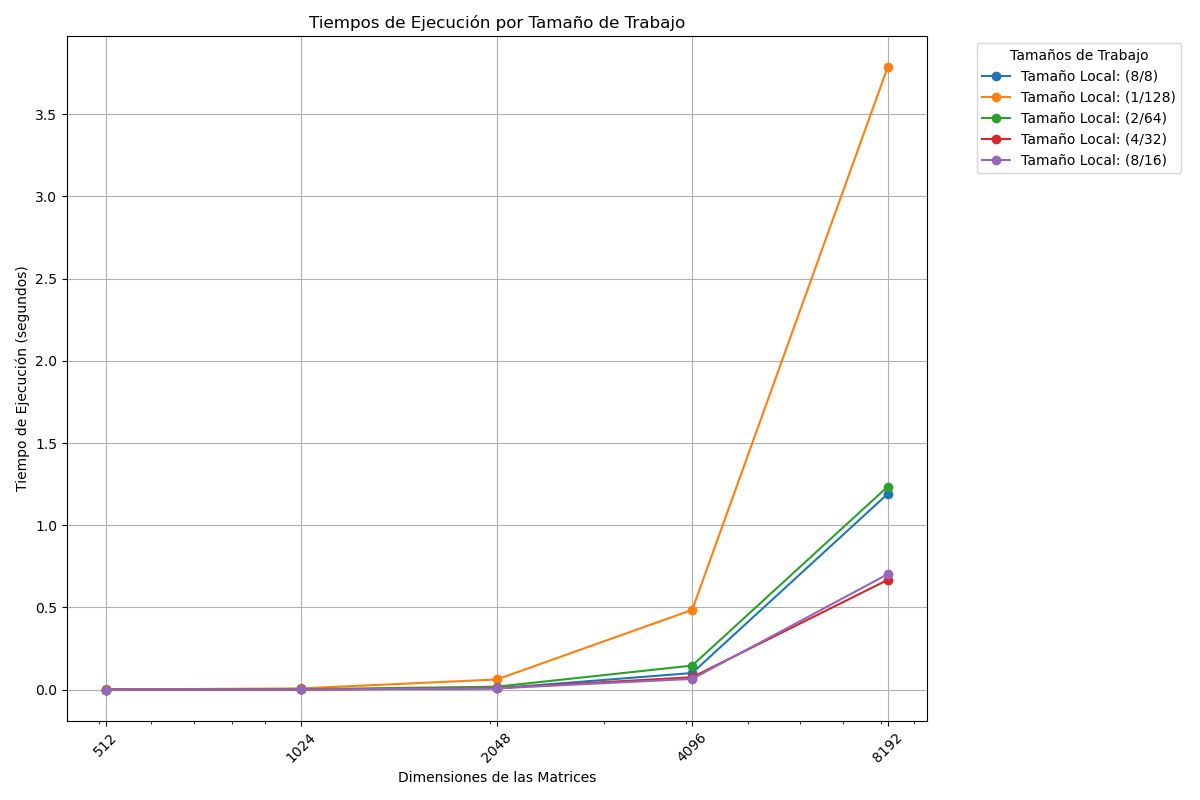 Tiempos de Ejecución por Tamaño de Trabajo
Tiempo de Ejecución (segundos)
3.5
3.0
2.5
2.0
1.5
1.0
0.5
0.0
512
1024
2048
4096
8192
Dimensiones de las Matrices
Tamaños de Trabajo
Tamaño Local: (8/8)
Tamaño Local: (1/128)
Tamaño Local: (2/64)
Tamaño Local: (4/32)
Tamaño Local: (8/16)